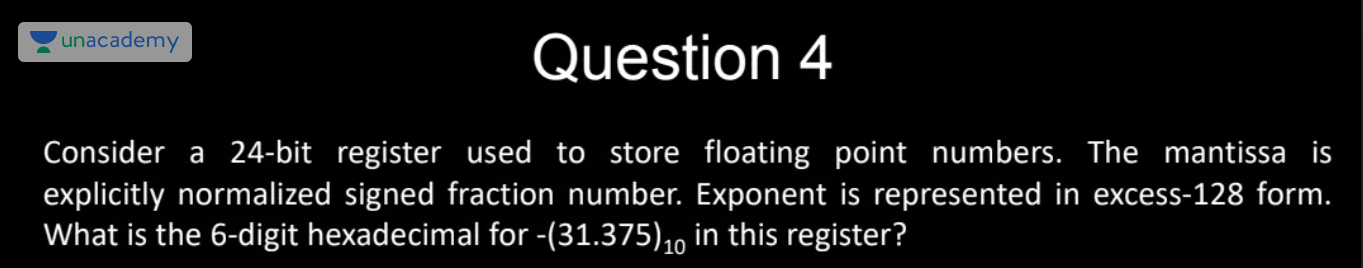 unacademy
Question 4
Consider a 24-bit register used to store floating point numbers. The mantissa is
explicitly normalized signed fraction number. Exponent is represented in excess-128 form.
What is the 6-digit hexadecimal for -(31.375)₁₀ in this register?